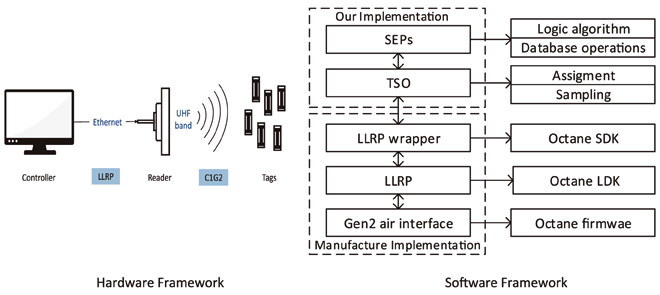 Ethernet
UHF
band
Controller
LLRP
Reader
C1G2
Tags
Hardware Framework
Our Implementation
SEPs
Logic algorithm
Database operations
TSO
Assigment
Sampling
LLRP wrapper
Octane SDK
LLRP
Octane LDK
Gen2 air interface
Octane firmwae
Manufacture Implementation
Software Framework